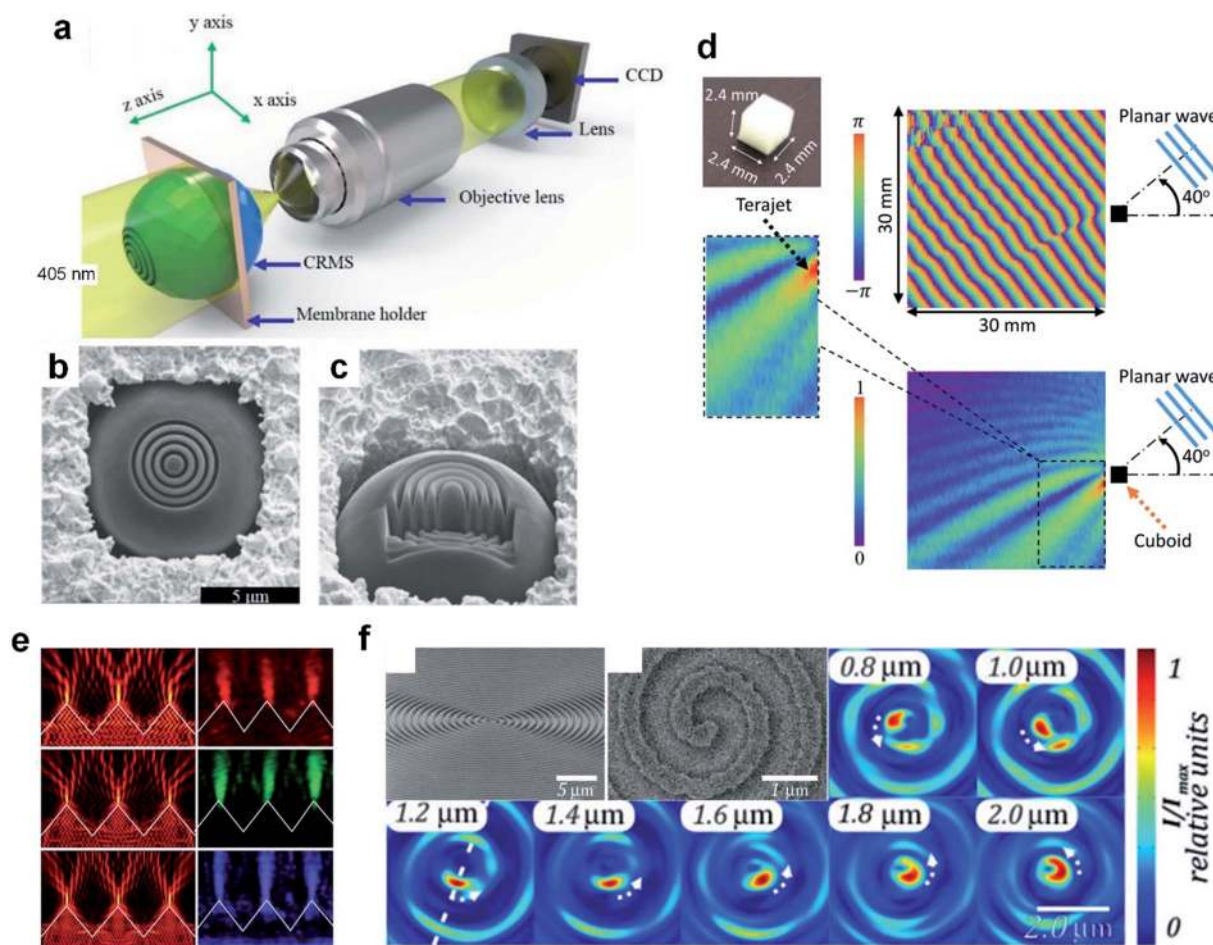 a
y axis
z axis
x axis
CCD
Lens
Objective lens
CRMS
405 nm
Membrane holder
b
5 μm
c
d
2.4 mm
2.4 mm
2.4 mm
Terajet
π
−π
30 mm
30 mm
Planar wave
40°
1
0
Planar wave
40°
Cuboid
e
f
5 μm
1 μm
0.8 μm
1.0 μm
1.2 μm
1.4 μm
1.6 μm
1.8 μm
2.0 μm
2.0 μm
1
I/Imax
relative units
0